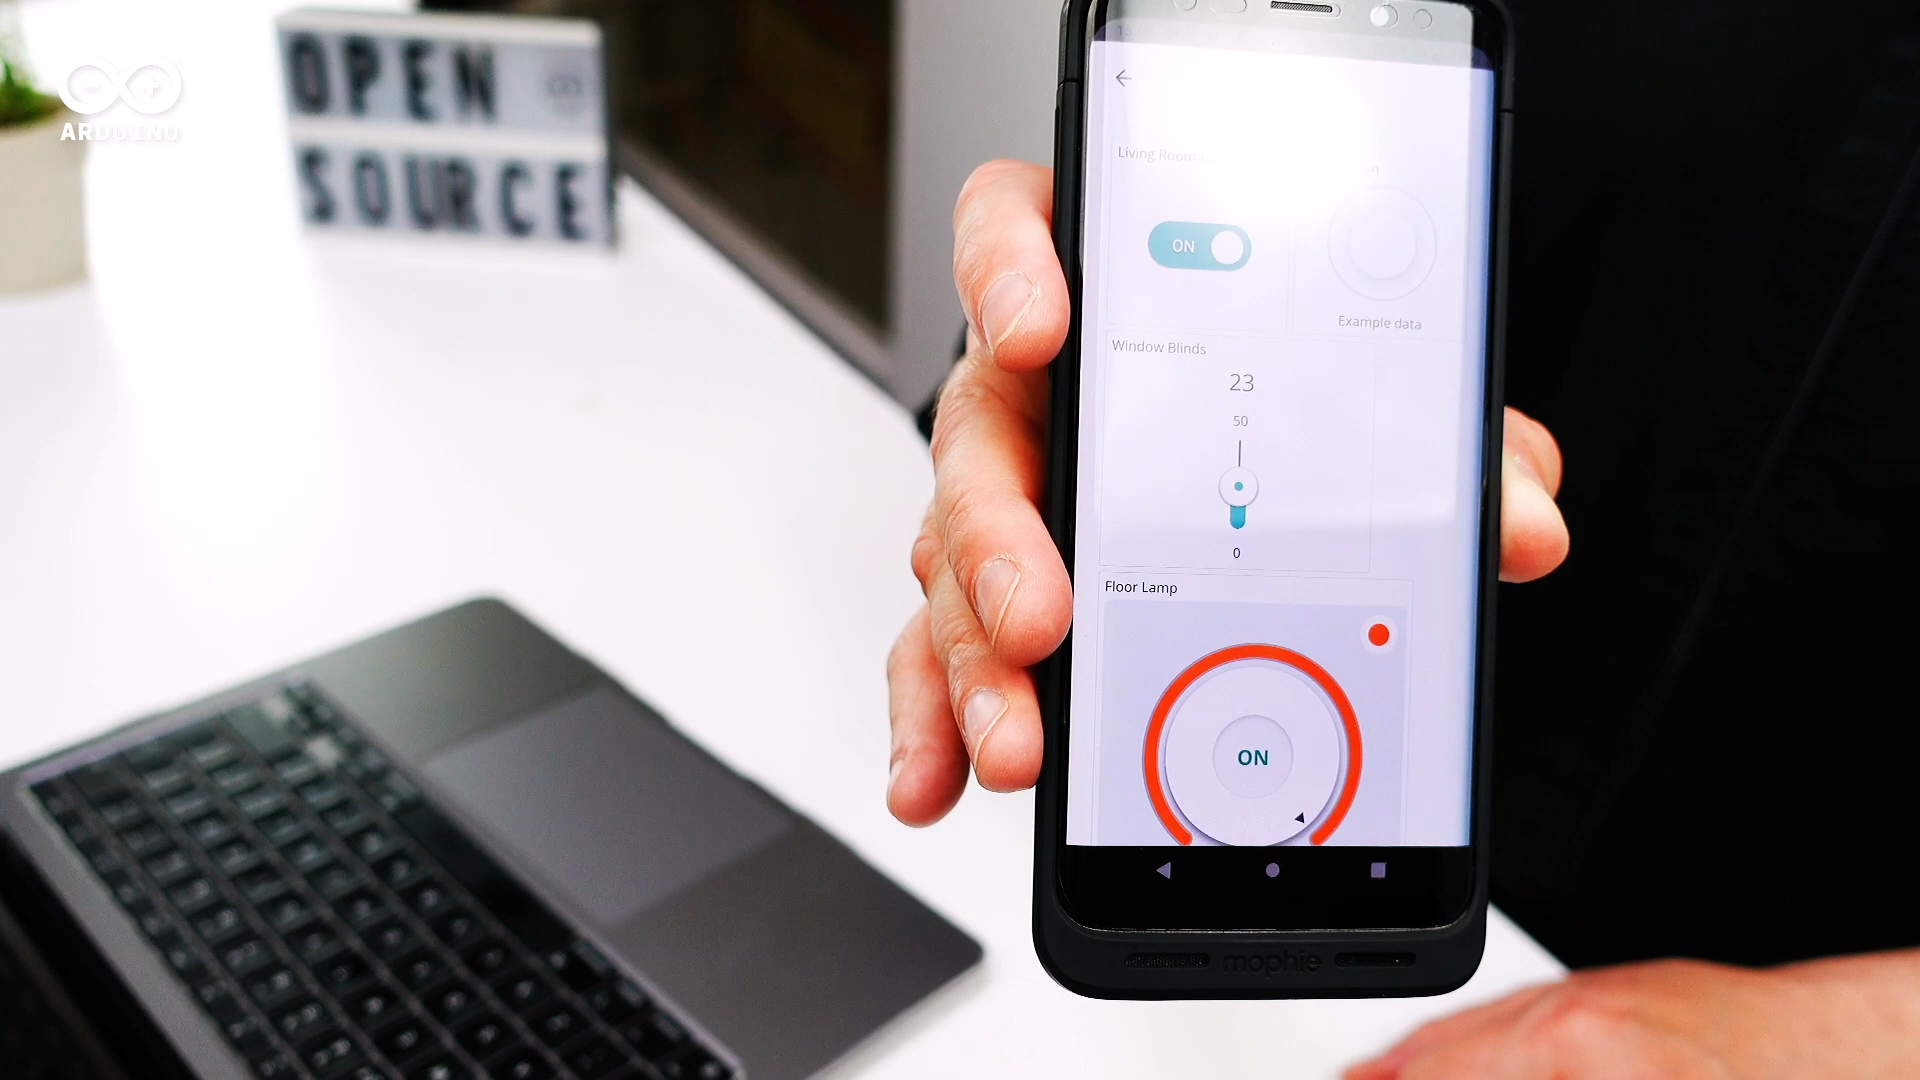 ARDUINO
OPEN
SOURCE
Living Room
ON
Example data
Window Blinds
23
50
0
Floor Lamp
ON
mophie